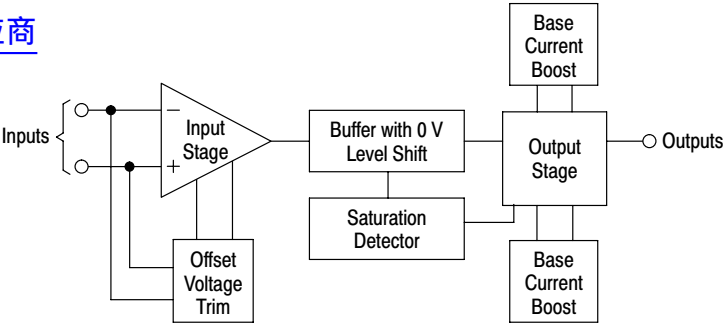 商
Base
Current
Boost
Inputs
−
+
Input
Stage
Buffer with 0 V
Level Shift
Output
Stage
Outputs
Saturation
Detector
Offset
Voltage
Trim
Base
Current
Boost